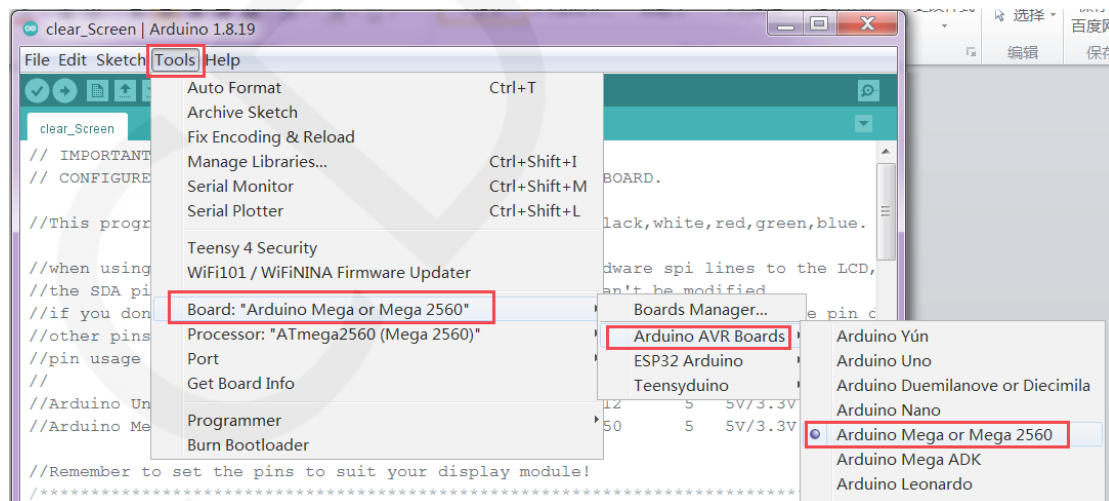 clear_Screen | Arduino 1.8.19
选择
百度网
编辑
保存
File Edit Sketch Tools Help
Auto Format Ctrl+T
Archive Sketch
Fix Encoding & Reload
Manage Libraries... Ctrl+Shift+I
Serial Monitor Ctrl+Shift+M
Serial Plotter Ctrl+Shift+L
Teensy 4 Security
WiFi101 / WiFiNINA Firmware Updater
Board: "Arduino Mega or Mega 2560"
Processor: "ATmega2560 (Mega 2560)"
Port
Get Board Info
Programmer
Burn Bootloader
Boards Manager...
Arduino AVR Boards
ESP32 Arduino
Teensyduino
Arduino Yún
Arduino Uno
Arduino Duemilanove or Diecimila
Arduino Nano
Arduino Mega or Mega 2560
Arduino Mega ADK
Arduino Leonardo
clear_Screen
// IMPORTANT
// CONFIGURE BOARD.
//This progr lack,white,red,green,blue.
//when using dware spi lines to the LCD,
//the SDA pi an't be modified
//if you don e pin d
//other pins
//pin usage
//
//Arduino Un 12 5 5V/3.3V
//Arduino Me 50 5 5V/3.3V
//Remember to set the pins to suit your display module!